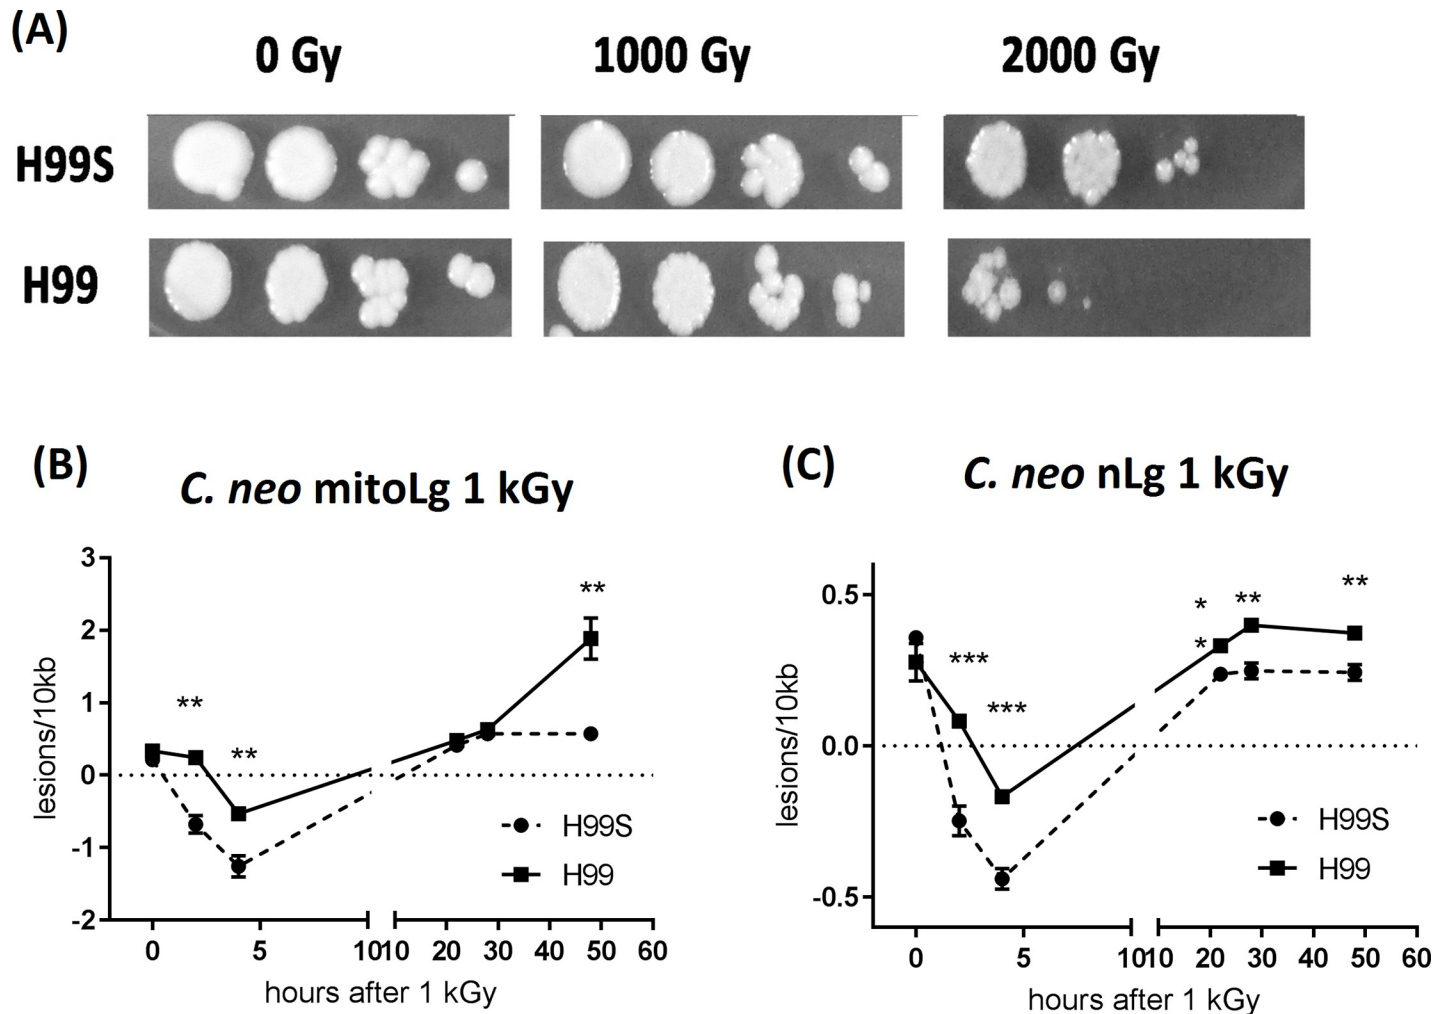 (A)
0 Gy 1000 Gy 2000 Gy
H99S
H99
(B)
C. neo mitoLg 1 kGy
lesions/10kb
3
2
1
0
-1
-2
**
**
**
H99S
H99
0 5 10 10 20 30 40 50 60
hours after 1 kGy
(C)
C. neo nLg 1 kGy
lesions/10kb
0.5
0.0
-0.5
***
***
*
*
**
**
H99S
H99
0 5 10 10 20 30 40 50 60
hours after 1 kGy